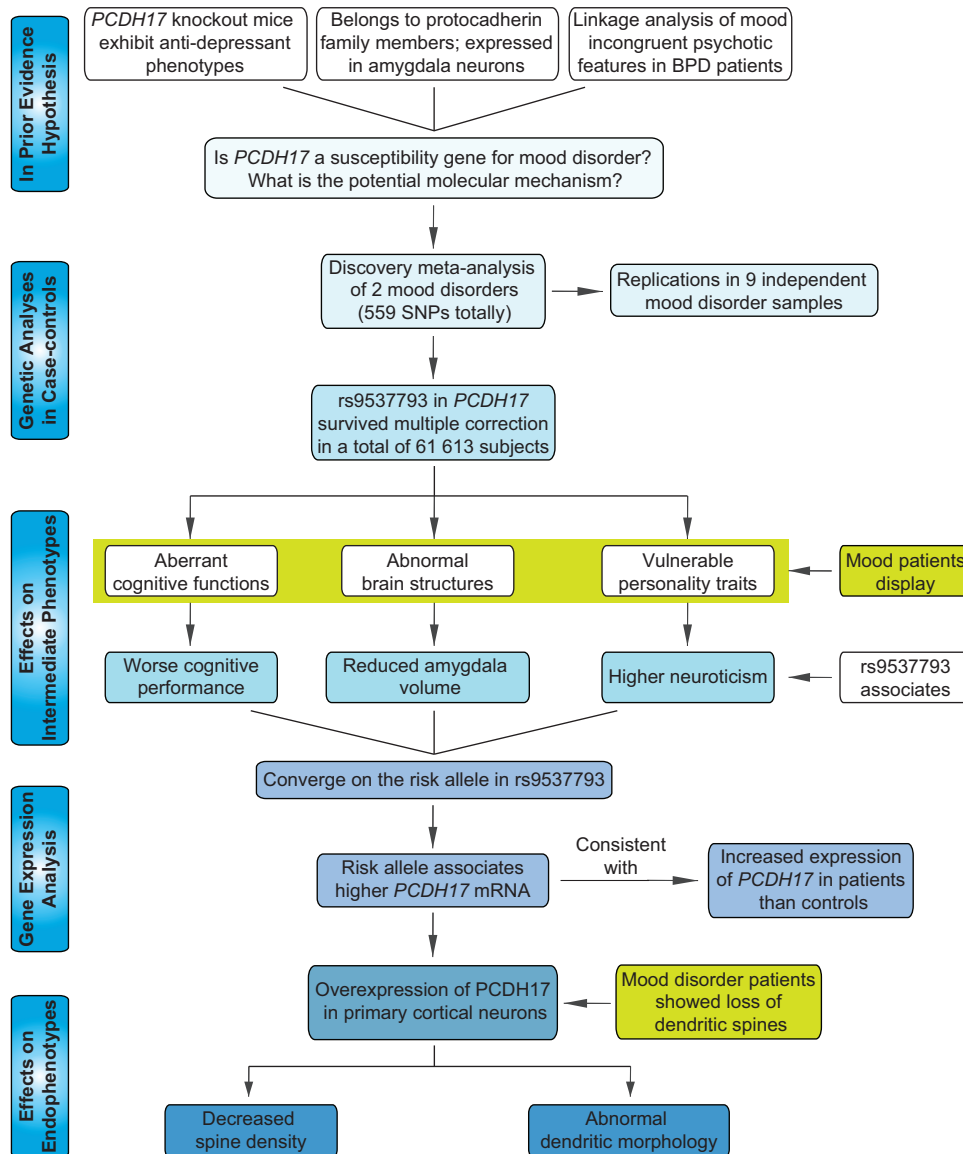 In Prior Evidence
Hypothesis
PCDH17 knockout mice
exhibit anti-depressant
phenotypes
Belongs to protocadherin
family members; expressed
in amygdala neurons
Linkage analysis of mood
incongruent psychotic
features in BPD patients
Is PCDH17 a susceptibility gene for mood disorder?
What is the potential molecular mechanism?
Genetic Analyses
in Case-controls
Discovery meta-analysis
of 2 mood disorders
(559 SNPs totally)
Replications in 9 independent
mood disorder samples
rs9537793 in PCDH17
survived multiple correction
in a total of 61 613 subjects
Effects on
Intermediate Phenotypes
Aberrant
cognitive functions
Abnormal
brain structures
Vulnerable
personality traits
Mood patients
display
Worse cognitive
performance
Reduced amygdala
volume
Higher neuroticism
rs9537793
associates
Converge on the risk allele in rs9537793
Gene Expression
Analysis
Risk allele associates
higher PCDH17 mRNA
Consistent
with
Increased expression
of PCDH17 in patients
than controls
Effects on
Endophenotypes
Overexpression of PCDH17
in primary cortical neurons
Mood disorder patients
showed loss of
dendritic spines
Decreased
spine density
Abnormal
dendritic morphology